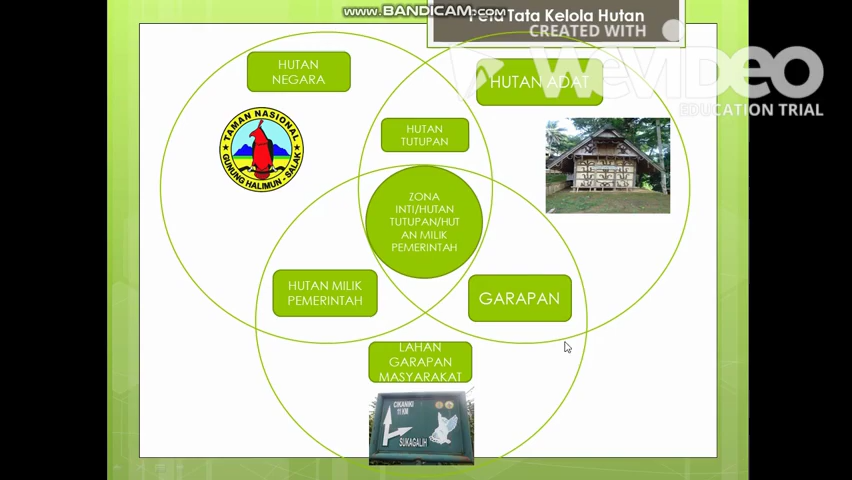 www.BANDICAM.com
Peta Tata Kelola Hutan
CREATED WITH
WeVideo
EDUCATION TRIAL
HUTAN
NEGARA
HUTAN ADAT
TAMAN NASIONAL
GUNUNG HALIMUN - SALAK
HUTAN
TUTUPAN
ZONA
INTI/HUTAN
TUTUPAN/HUT
AN MILIK
PEMERINTAH
HUTAN MILIK
PEMERINTAH
GARAPAN
LAHAN
GARAPAN
MASYARAKAT
CIKANIKI
SUKAGALIH